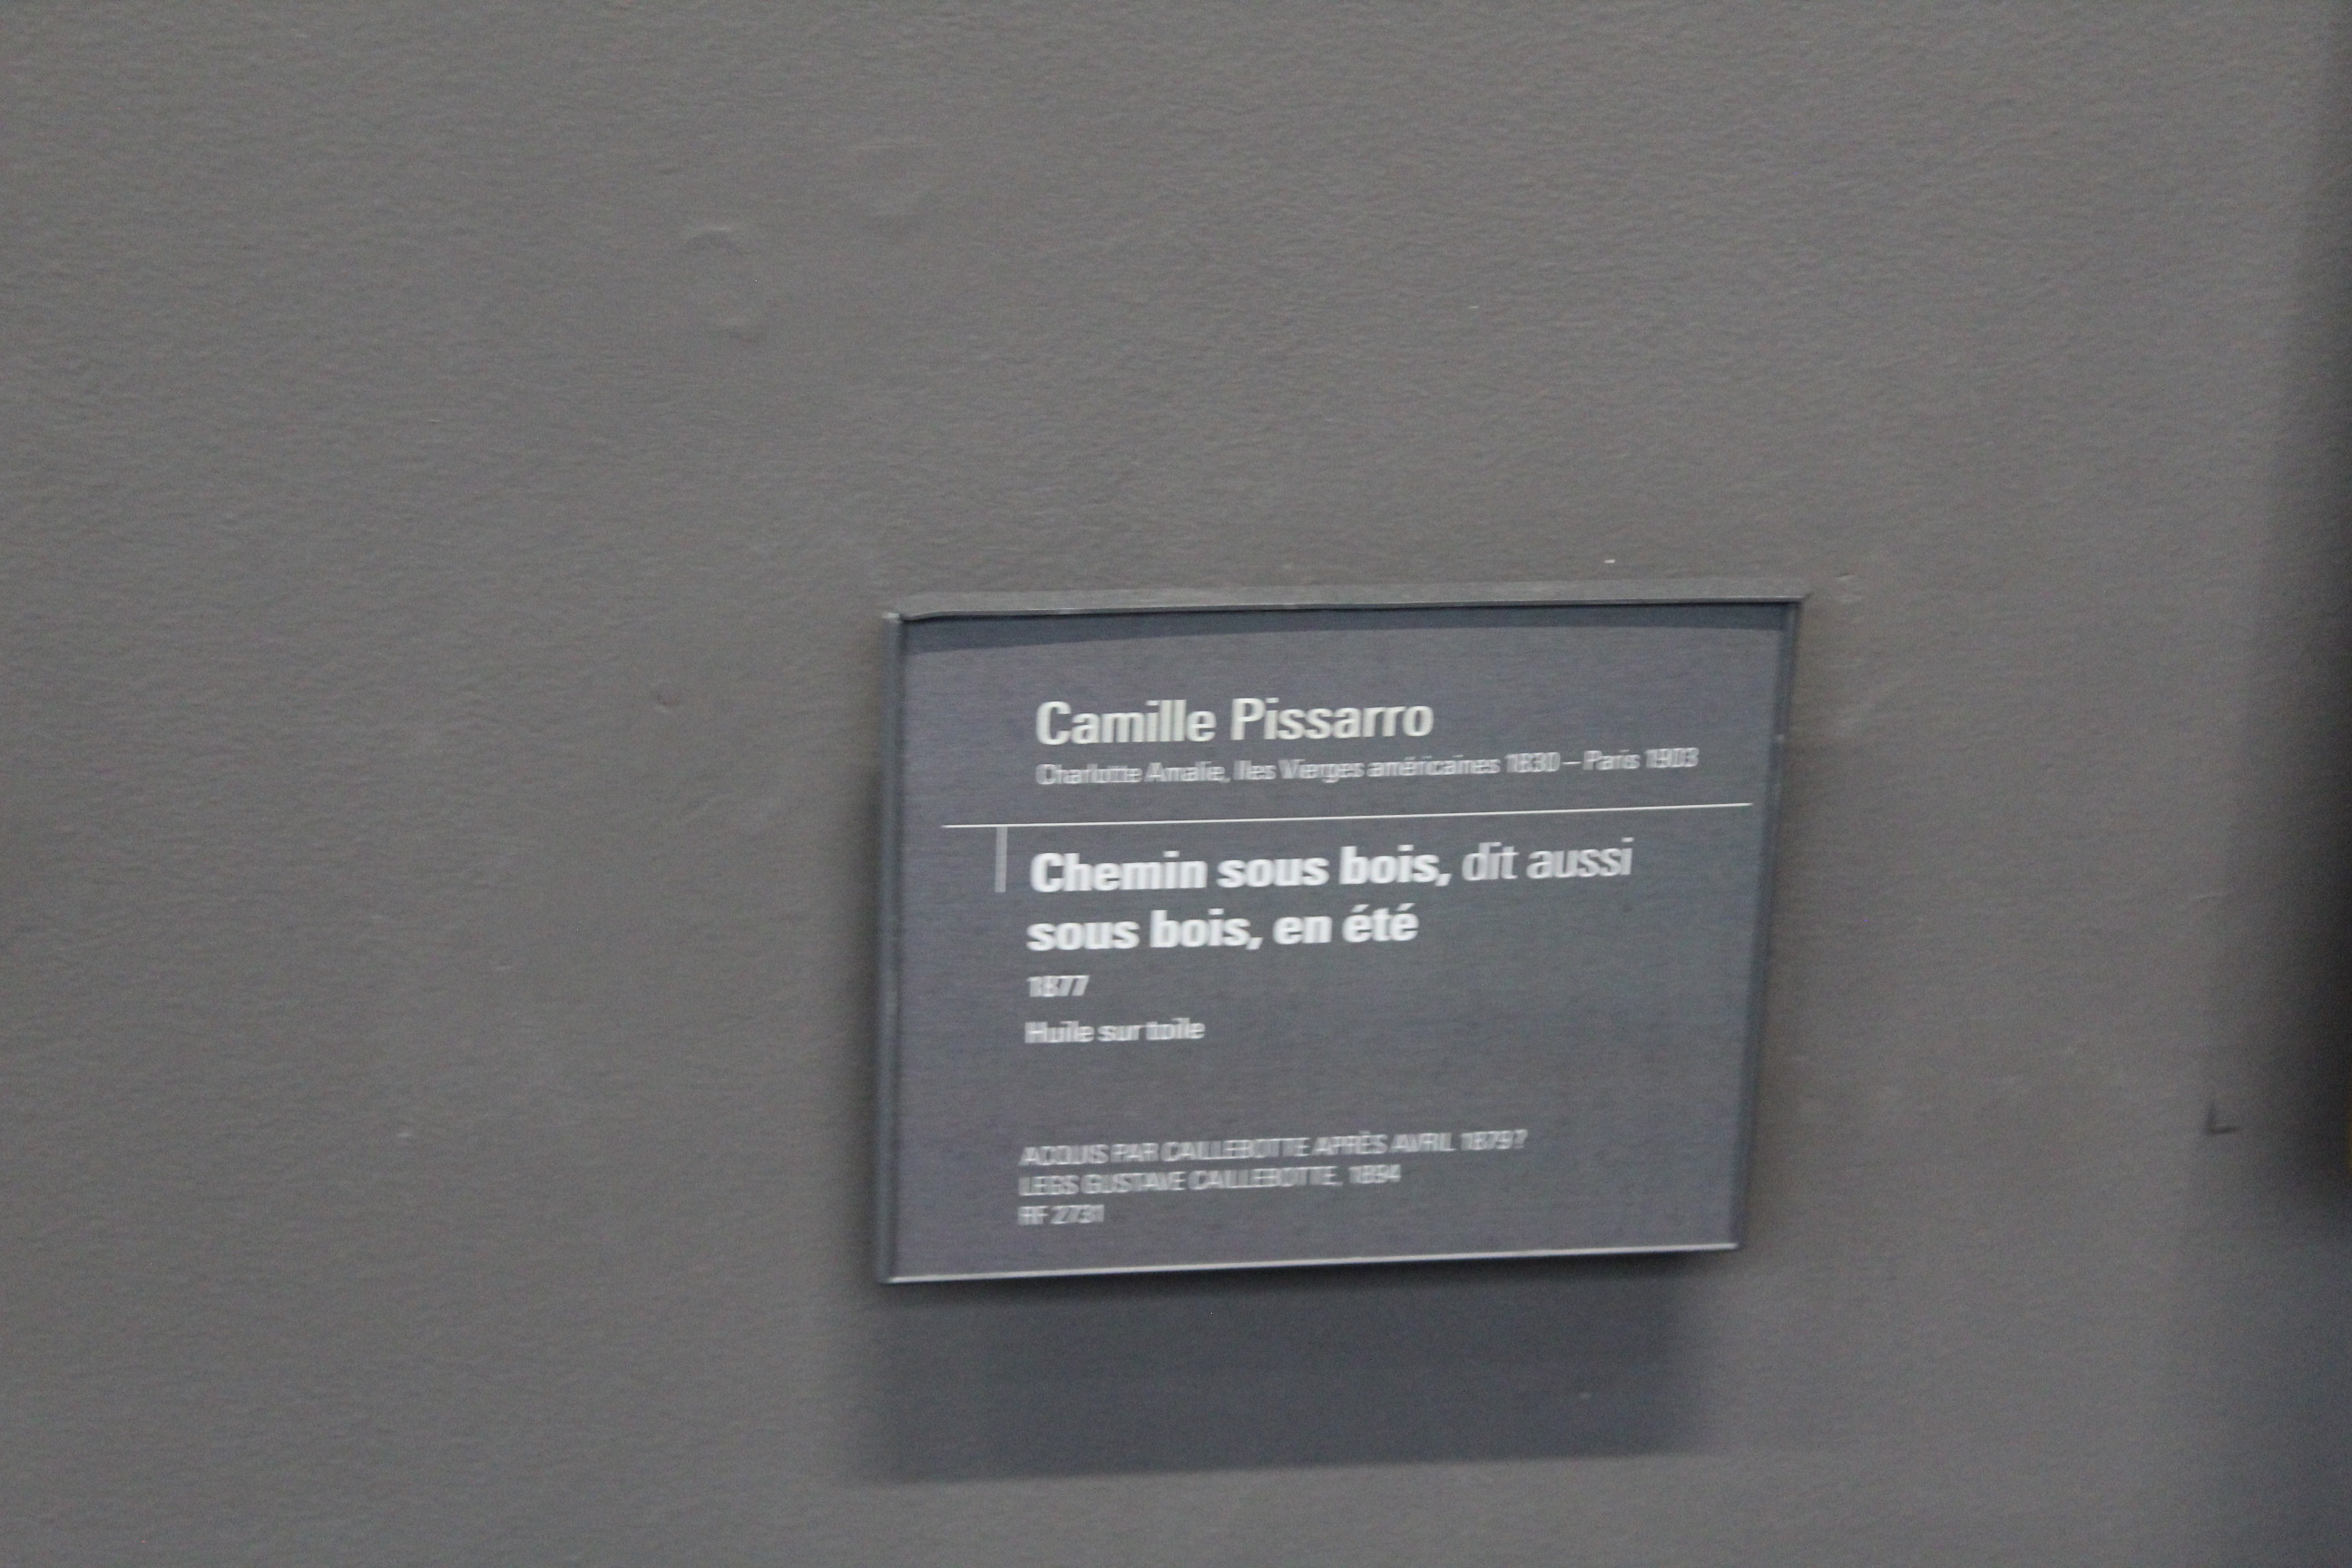 Camille Pissarro
Charlotte Amalie, Iles Vierges américaines 1830 – Paris 1903
Chemin sous bois, dit aussi
sous bois, en été
1877
Huile sur toile
ACQUIS PAR CAILLEBOTTE APRÈS AVRIL 1879?
LEGS GUSTAVE CAILLEBOTTE, 1894
RF 2731